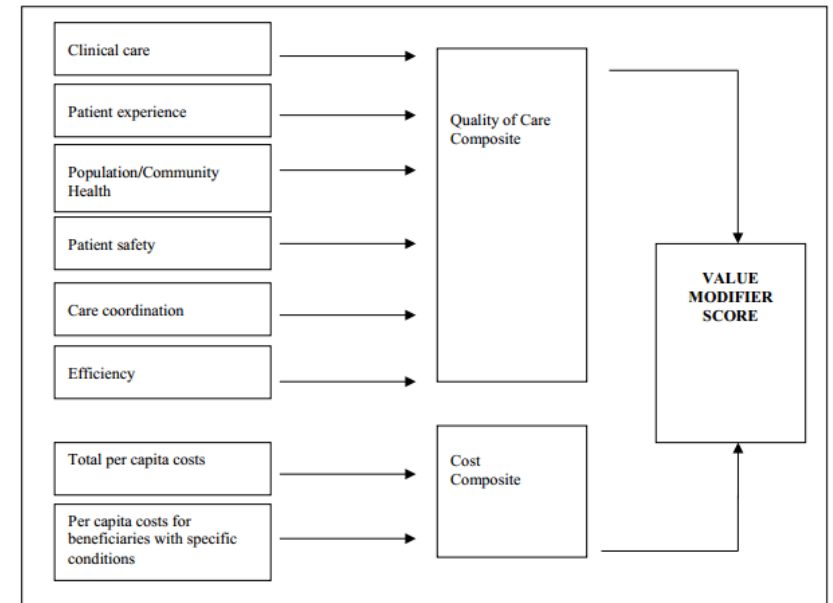 Clinical care
Patient experience
Population/Community
Health
Patient safety
Care coordination
Efficiency
Total per capita costs
Per capita costs for
beneficiaries with specific
conditions
Quality of Care
Composite
Cost
Composite
VALUE
MODIFIER
SCORE